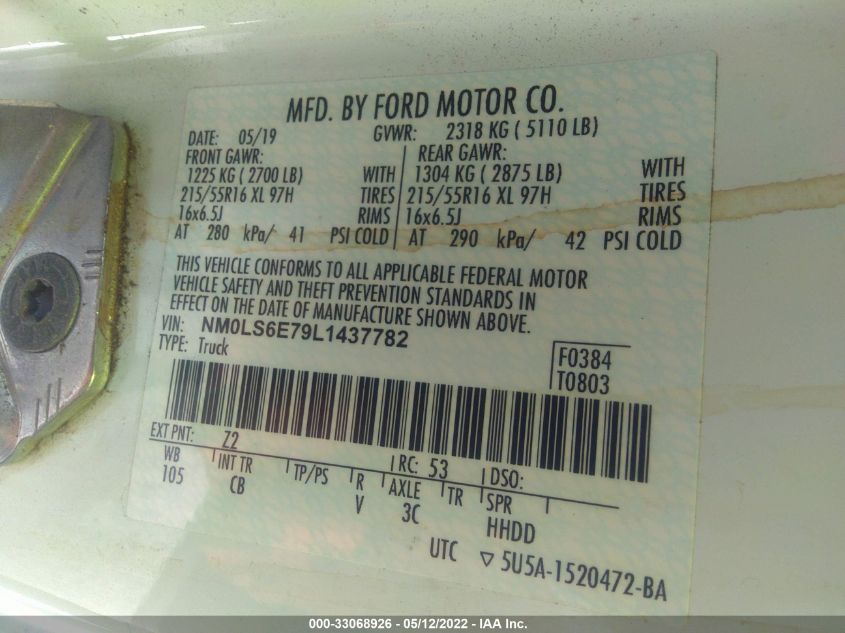 MFD. BY FORD MOTOR CO.
DATE: 05/19 GVWR: 2318 KG ( 5110 LB)
FRONT GAWR: REAR GAWR:
1225 KG ( 2700 LB) WITH 1304 KG ( 2875 LB) WITH
215/55R16 XL 97H TIRES 215/55R16 XL 97H TIRES
16x6.5J RIMS 16x6.5J RIMS
AT 280 kPa/ 41 PSI COLD AT 290 kPa/ 42 PSI COLD
THIS VEHICLE CONFORMS TO ALL APPLICABLE FEDERAL MOTOR
VEHICLE SAFETY AND THEFT PREVENTION STANDARDS IN
EFFECT ON THE DATE OF MANUFACTURE SHOWN ABOVE.
VIN: NM0LS6E79L1437782
TYPE: Truck
F0384
T0803
EXT PNT: Z2 RC: 53 DSO:
WB INT TR TP/PS R AXLE TR SPR
105 CB V 3C HHDD
UTC ▽ 5U5A-1520472-BA
000-33068926 - 05/12/2022 - IAA Inc.